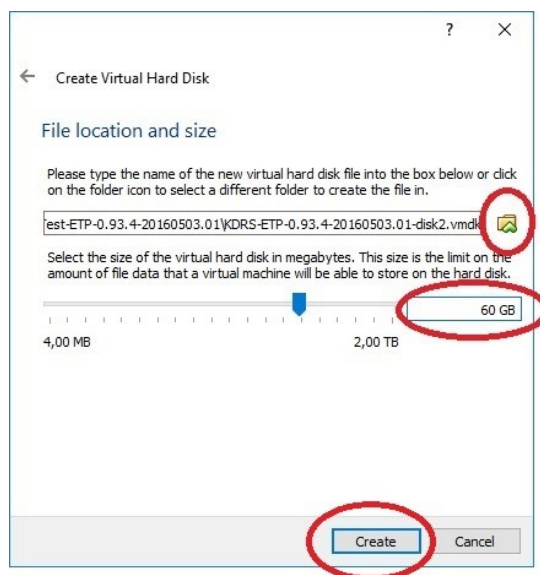 ?
Create Virtual Hard Disk
File location and size
Please type the name of the new virtual hard disk file into the box below or click
on the folder icon to select a different folder to create the file in.
est-ETP-0.93.4-20160503.01\KDRS-ETP-0.93.4-20160503.01-disk2.vmdk
Select the size of the virtual hard disk in megabytes. This size is the limit on the
amount of file data that a virtual machine will be able to store on the hard disk.
60 GB
4,00 MB 2,00 TB
Create Cancel